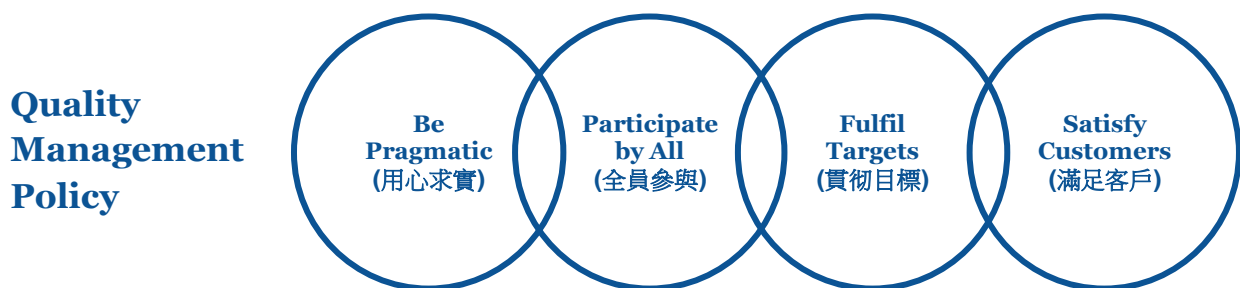 Quality
Management
Policy
Be
Pragmatic
(用心求實)
Participate
by All
(全員參與)
Fulfil
Targets
(貫彻目標)
Satisfy
Customers
(滿足客戶)